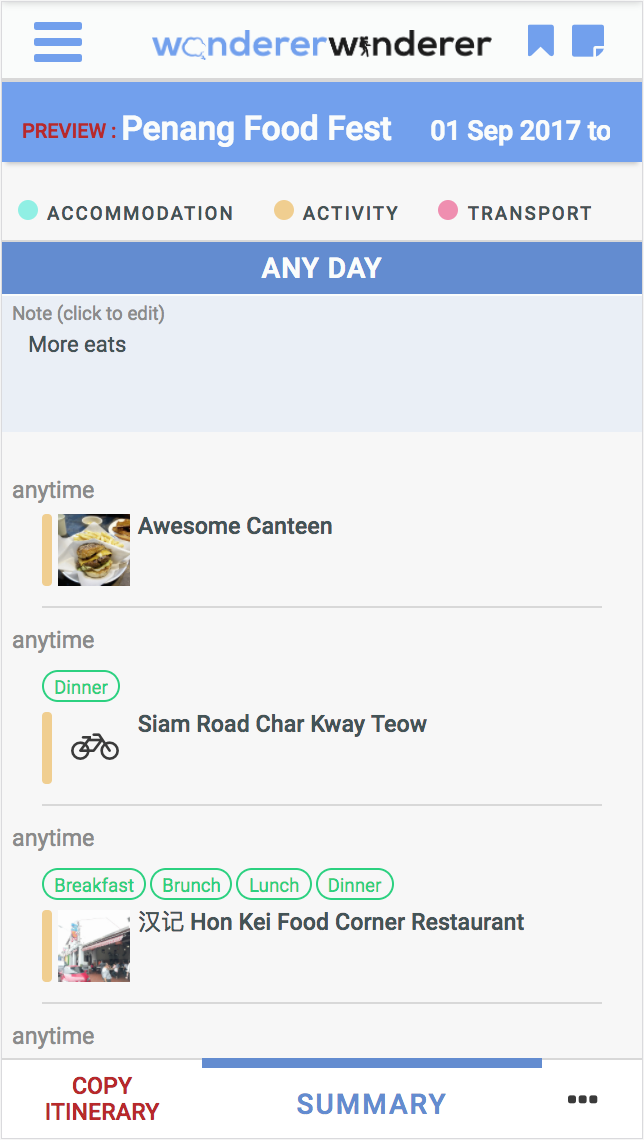 wondererwanderer
PREVIEW : Penang Food Fest 01 Sep 2017 to
ACCOMMODATION ACTIVITY TRANSPORT
ANY DAY
Note (click to edit)
More eats
anytime
Awesome Canteen
anytime
Dinner
Siam Road Char Kway Teow
anytime
Breakfast Brunch Lunch Dinner
汉记 Hon Kei Food Corner Restaurant
anytime
COPY
ITINERARY
SUMMARY